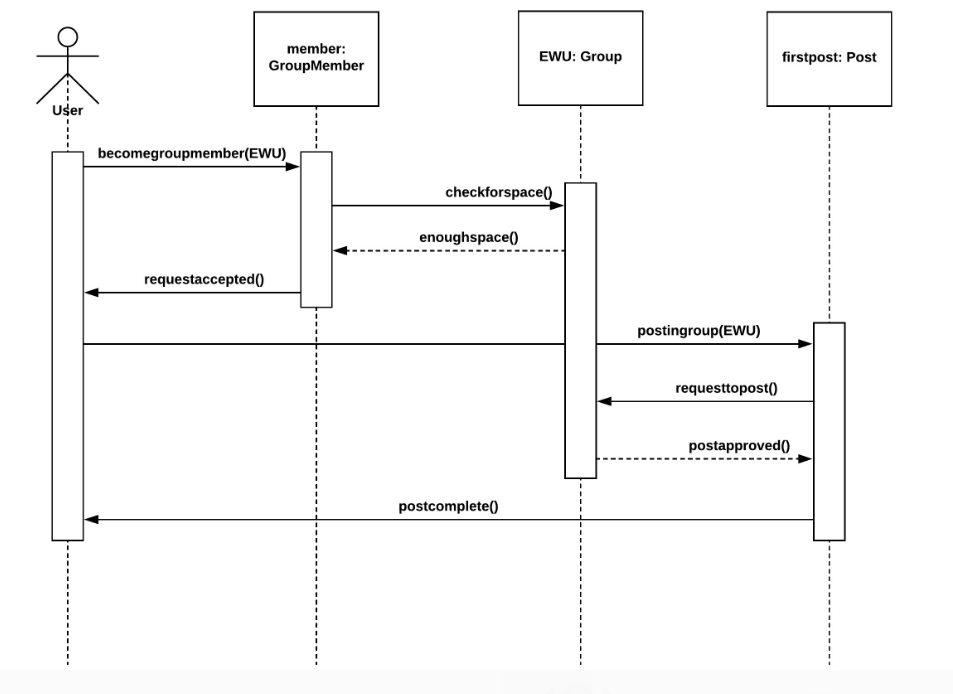 member:
GroupMember
EWU: Group
firstpost: Post
User
becomegroupmember(EWU)
checkforspace()
enoughspace()
requestaccepted()
postingroup(EWU)
requesttopost()
postapproved()
postcomplete()